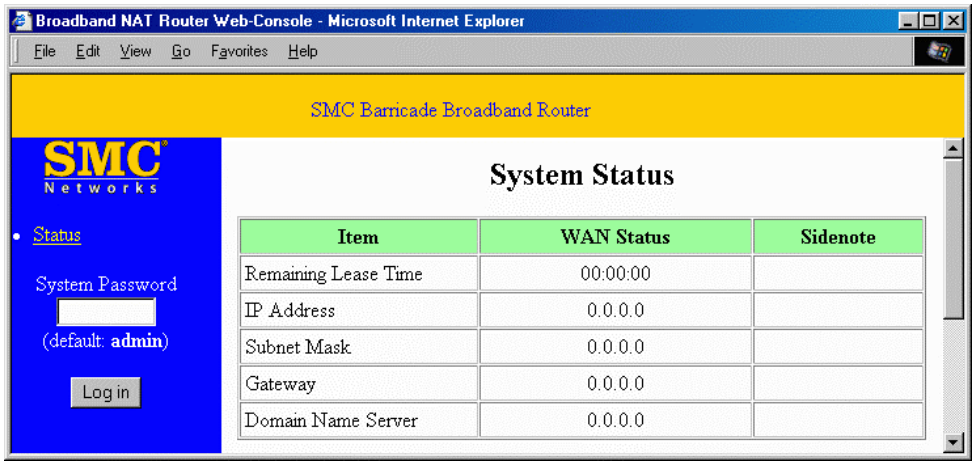 Broadband NAT Router Web-Console - Microsoft Internet Explorer
File Edit View Go Favorites Help
SMC Barricade Broadband Router
SMC®
Networks
Status
System Password
(default: admin)
Log in
System Status
Item WAN Status Sidenote
Remaining Lease Time 00:00:00
IP Address 0.0.0.0
Subnet Mask 0.0.0.0
Gateway 0.0.0.0
Domain Name Server 0.0.0.0